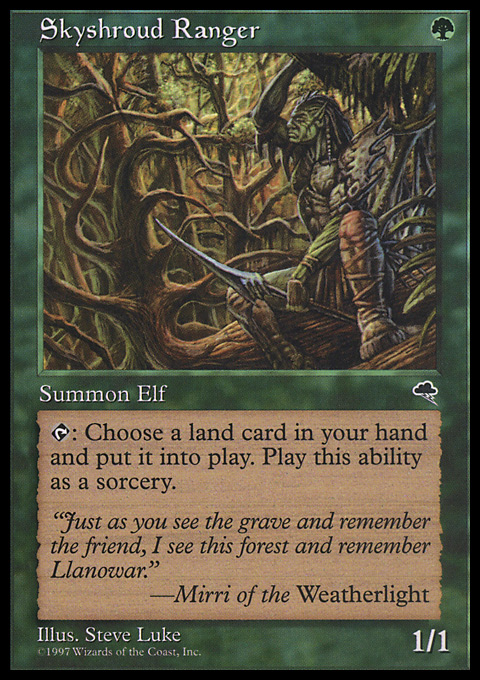 Skyshroud Ranger
Summon Elf
: Choose a land card in your hand
and put it into play. Play this ability
as a sorcery.
“Just as you see the grave and remember
the friend, I see this forest and remember
Llanowar.”
—Mirri of the Weatherlight
Illus. Steve Luke
1/1
©1997 Wizards of the Coast, Inc.